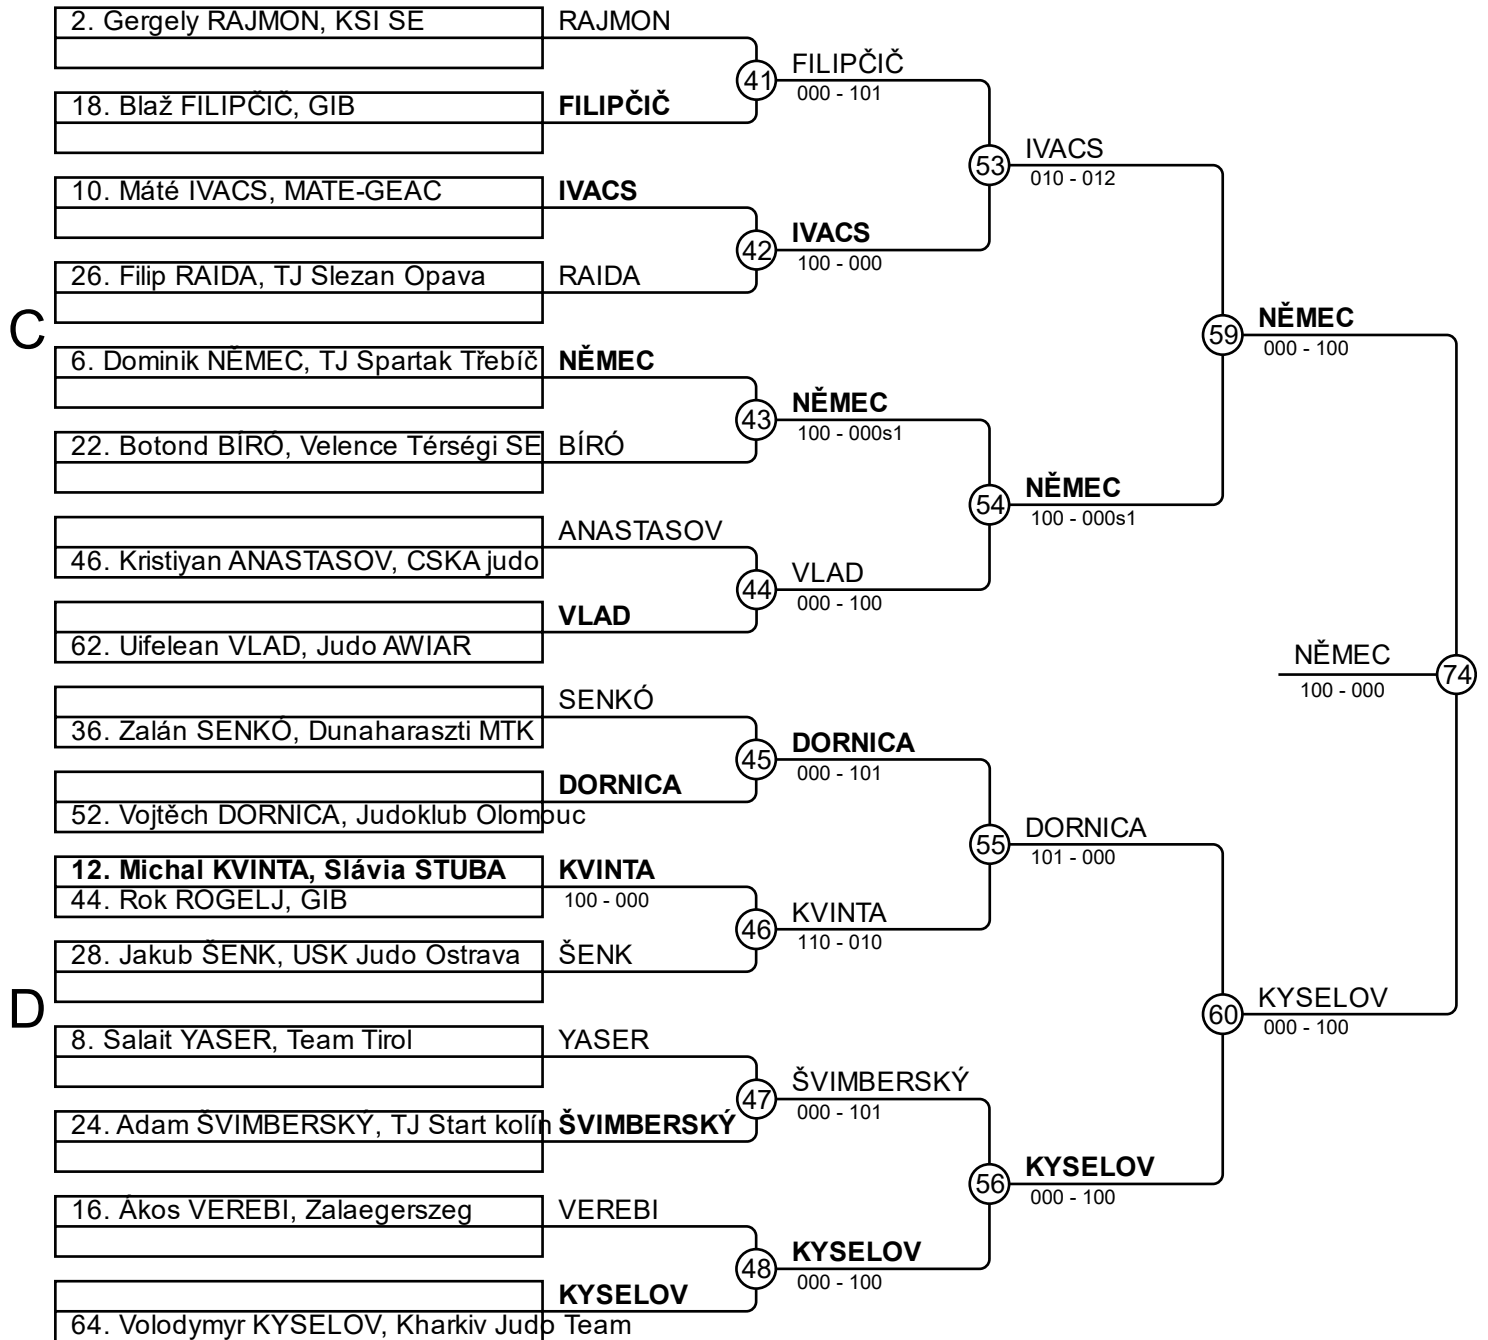 2. Gergely RAJMON, KSI SE
RAJMON
41
FILIPČIČ
000 - 101
18. Blaž FILIPČIČ, GIB
FILIPČIČ
53
IVACS
010 - 012
10. Máté IVACS, MATE-GEAC
IVACS
42
IVACS
100 - 000
26. Filip RAIDA, TJ Slezan Opava
RAIDA
C
59
NĚMEC
000 - 100
6. Dominik NĚMEC, TJ Spartak Třebíč
NĚMEC
43
NĚMEC
100 - 000s1
22. Botond BÍRÓ, Velence Térségi SE
BÍRÓ
54
NĚMEC
100 - 000s1
ANASTASOV
46. Kristiyan ANASTASOV, CSKA judo
44
VLAD
000 - 100
VLAD
62. Uifelean VLAD, Judo AWIAR
NĚMEC
100 - 000
74
SENKÓ
36. Zalán SENKÓ, Dunaharaszti MTK
45
DORNICA
000 - 101
DORNICA
52. Vojtěch DORNICA, Judoklub Olomouc
55
DORNICA
101 - 000
12. Michal KVINTA, Slávia STUBA
KVINTA
44. Rok ROGELJ, GIB
100 - 000
46
KVINTA
110 - 010
28. Jakub ŠENK, USK Judo Ostrava
ŠENK
D
60
KYSELOV
000 - 100
8. Salait YASER, Team Tirol
YASER
47
ŠVIMBERSKÝ
000 - 101
24. Adam ŠVIMBERSKÝ, TJ Start kolín
ŠVIMBERSKÝ
56
KYSELOV
000 - 100
16. Ákos VEREBI, Zalaegerszeg
VEREBI
48
KYSELOV
000 - 100
KYSELOV
64. Volodymyr KYSELOV, Kharkiv Judo Team